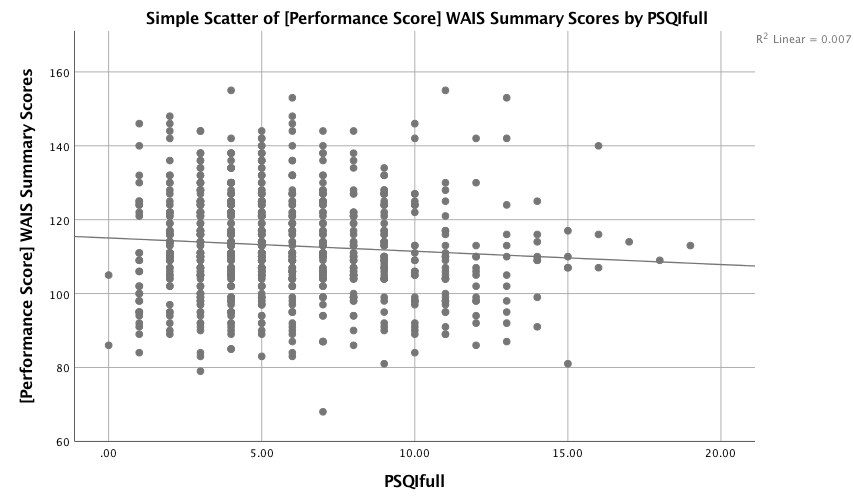 Simple Scatter of [Performance Score] WAIS Summary Scores by PSQIfull
R² Linear = 0.007
[Performance Score] WAIS Summary Scores
160
140
120
100
80
60
.00
5.00
10.00
15.00
20.00
PSQIfull